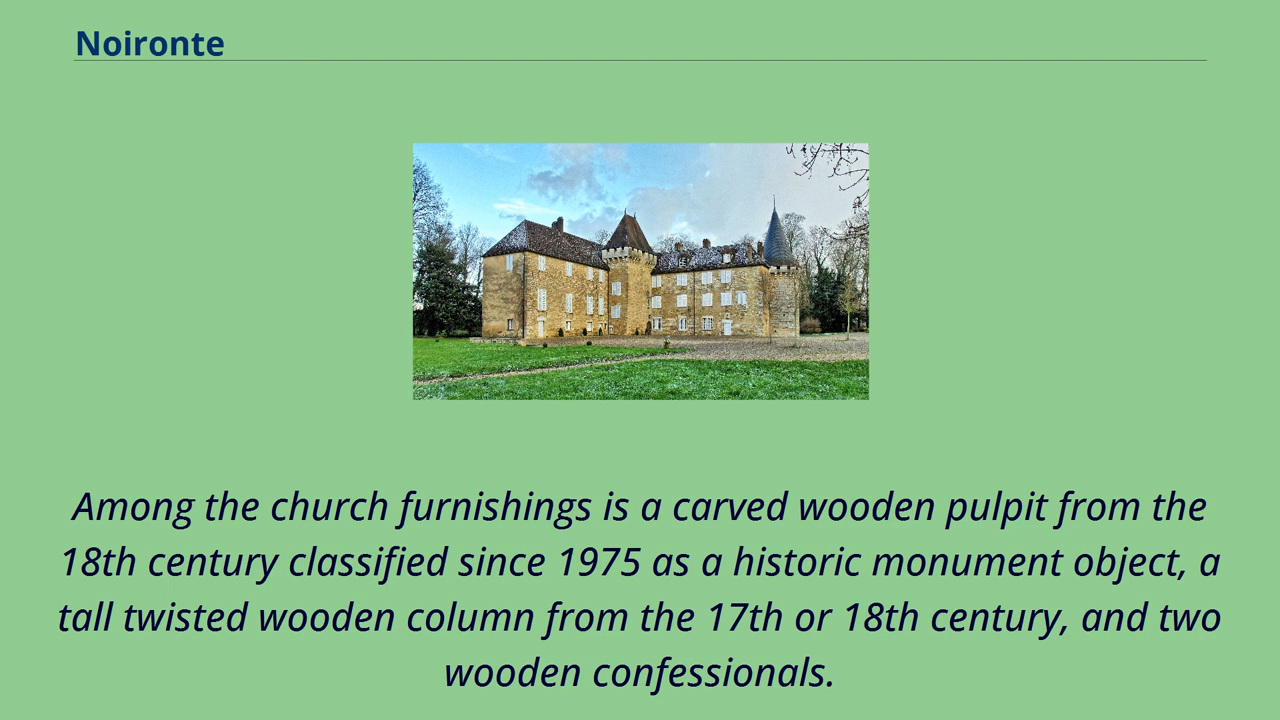 Noironte
Among the church furnishings is a carved wooden pulpit from the
18th century classified since 1975 as a historic monument object, a
tall twisted wooden column from the 17th or 18th century, and two
wooden confessionals.